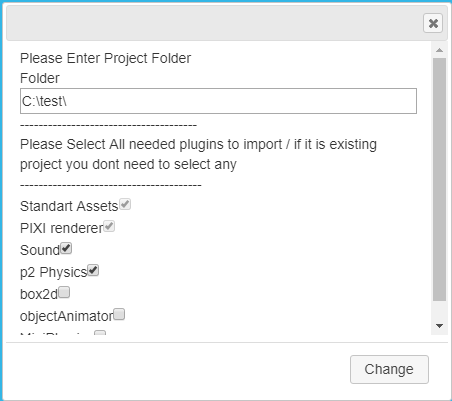 Please Enter Project Folder
Folder
C:\test\
--------------------------------------
Please Select All needed plugins to import / if it is existing
project you dont need to select any
---------------------------------------
Standart Assets
PIXI renderer
Sound
p2 Physics
box2d
objectAnimator
Change